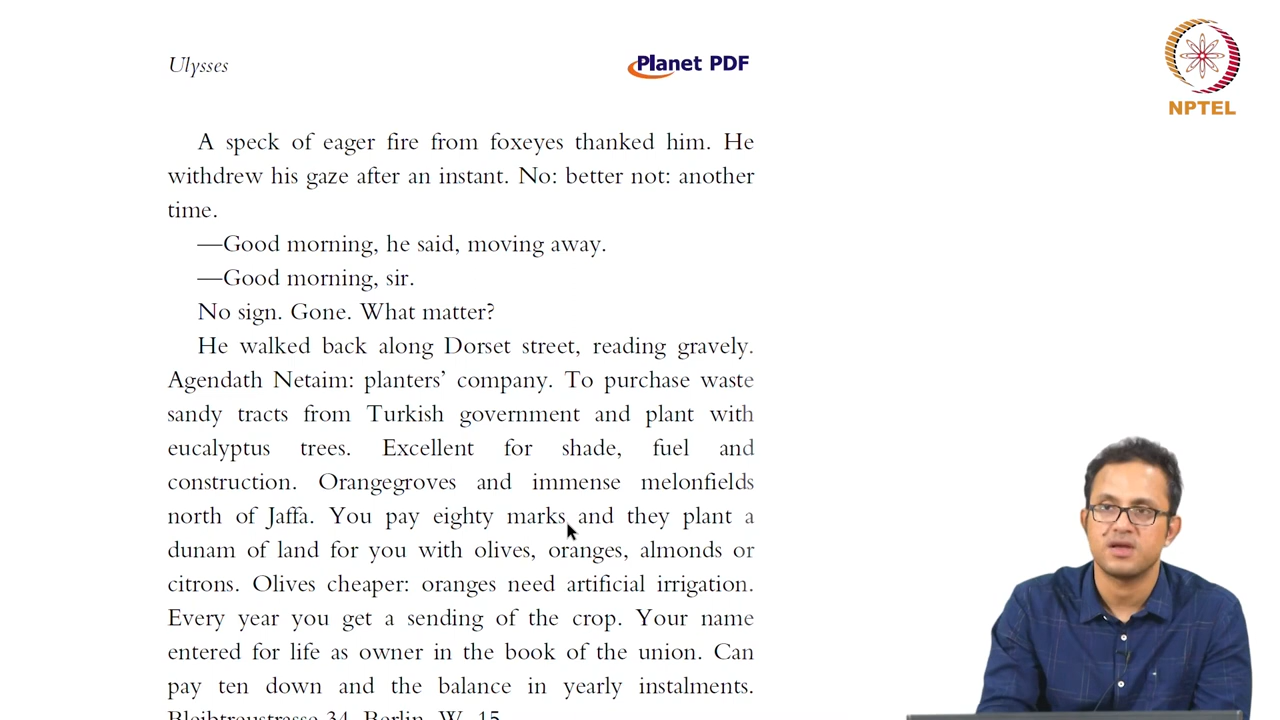 Ulysses
Planet PDF
NPTEL
A speck of eager fire from foxeyes thanked him. He
withdrew his gaze after an instant. No: better not: another
time.
—Good morning, he said, moving away.
—Good morning, sir.
No sign. Gone. What matter?
He walked back along Dorset street, reading gravely.
Agendath Netaim: planters’ company. To purchase waste
sandy tracts from Turkish government and plant with
eucalyptus trees. Excellent for shade, fuel and
construction. Orangegroves and immense melonfields
north of Jaffa. You pay eighty marks and they plant a
dunam of land for you with olives, oranges, almonds or
citrons. Olives cheaper: oranges need artificial irrigation.
Every year you get a sending of the crop. Your name
entered for life as owner in the book of the union. Can
pay ten down and the balance in yearly instalments.
Bleibtreustrasse 34, Berlin, W. 15.